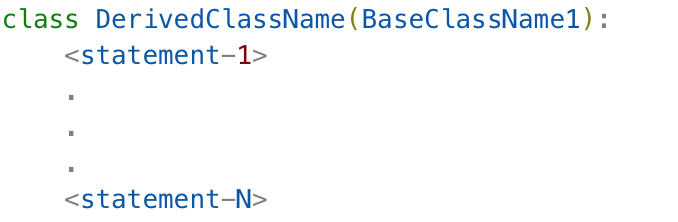 class DerivedClassName(BaseClassName1):
    <statement-1>
    .
    .
    .
    <statement-N>